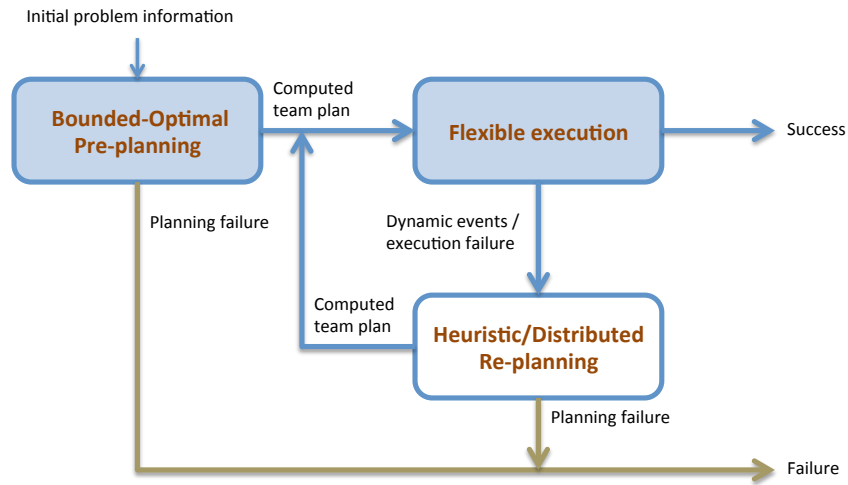 Initial problem information
Bounded-Optimal
Pre-planning
Computed
team plan
Flexible execution
Success
Planning failure
Dynamic events /
execution failure
Computed
team plan
Heuristic/Distributed
Re-planning
Planning failure
Failure